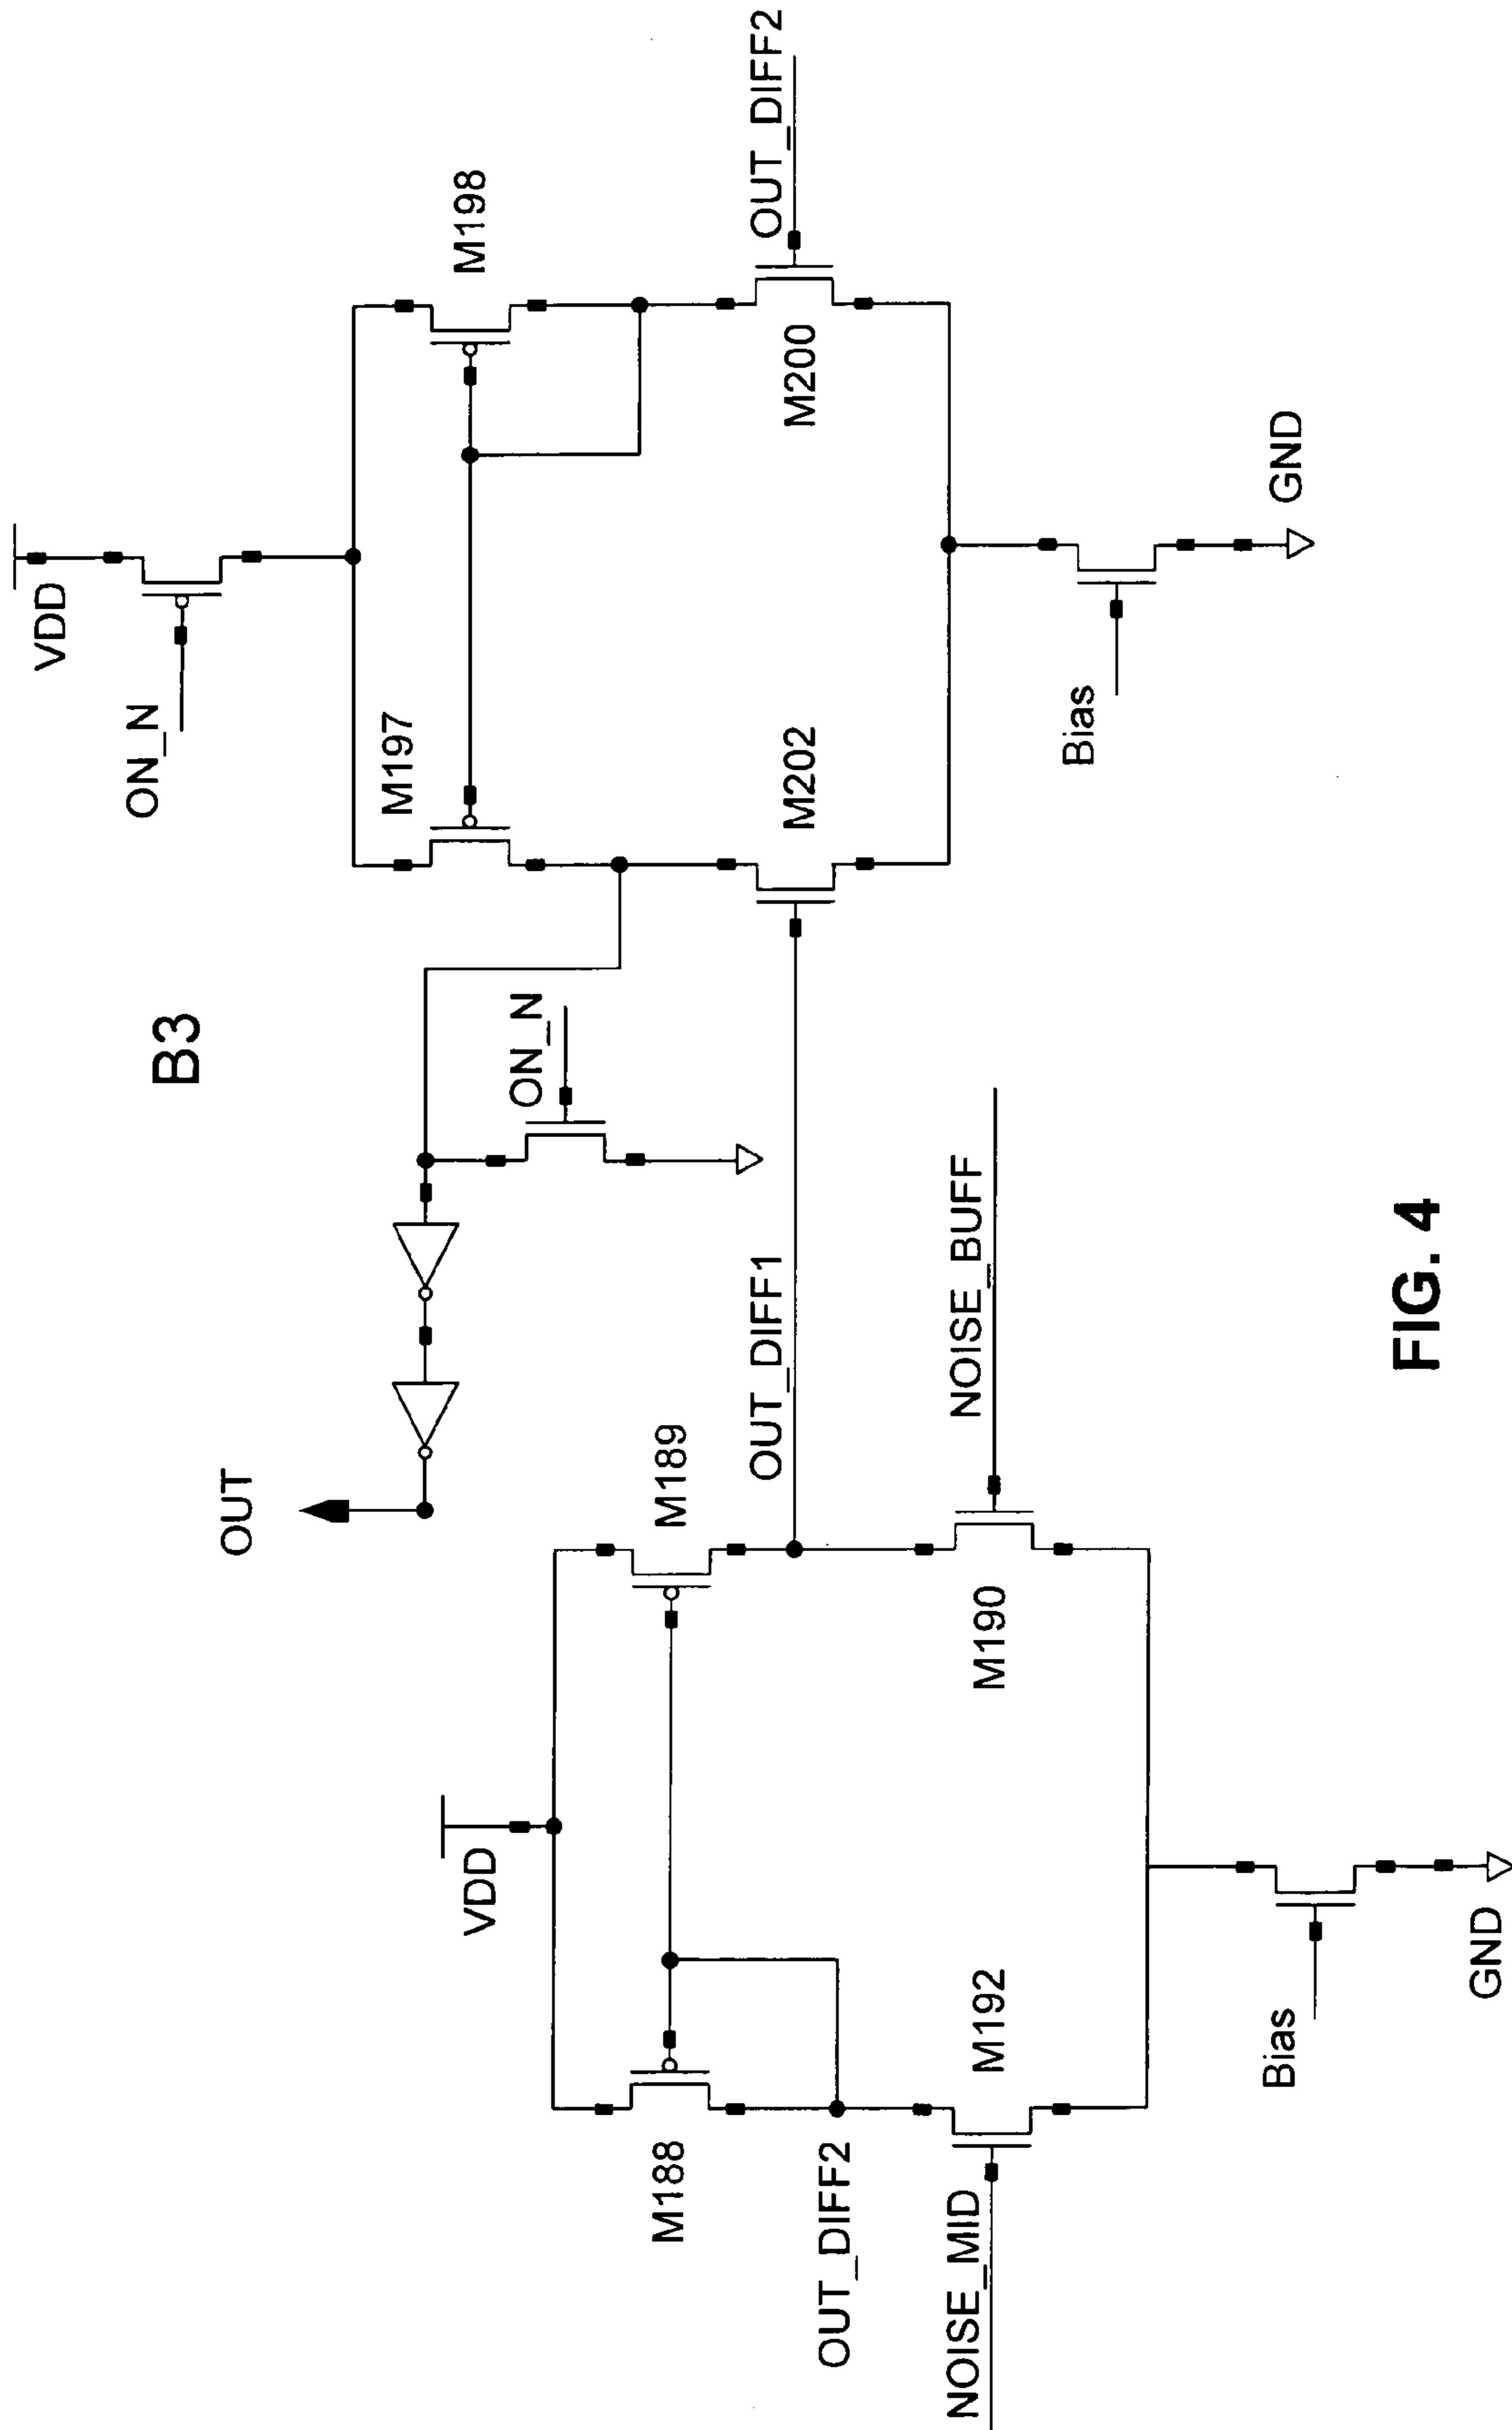 B3
VDD
ON_N
M197
M198
M202
M200
OUT_DIFF2
Bias
GND
OUT
ON_N
OUT_DIFF1
VDD
M188
M189
OUT_DIFF2
M192
M190
NOISE_MID
NOISE_BUFF
Bias
GND
FIG. 4